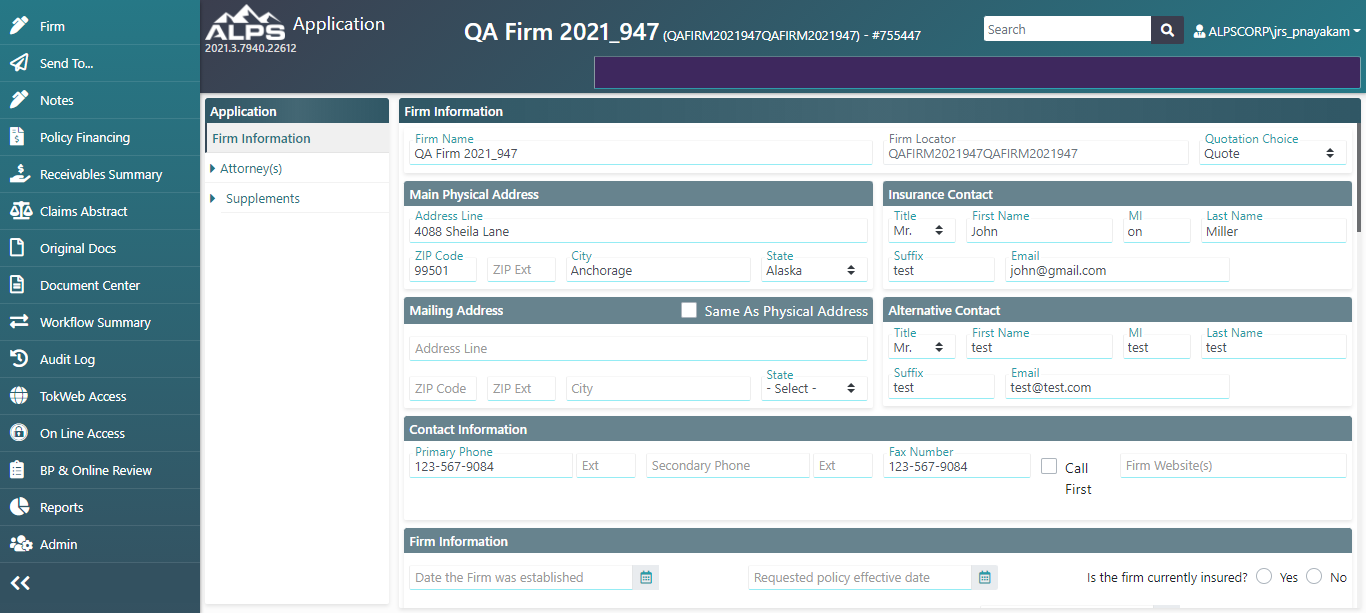 Firm
Send To...
Notes
Policy Financing
Receivables Summary
Claims Abstract
Original Docs
Document Center
Workflow Summary
Audit Log
TokWeb Access
On Line Access
BP & Online Review
Reports
Admin
ALPS Application
2021.3.7940.22612
QA Firm 2021_947 (QAFIRM2021947QAFIRM2021947) - #755447
Search
ALPSCORP\jrs_pnayakam
Application
Firm Information
Attorney(s)
Supplements
Firm Information
Firm Name Firm Locator Quotation Choice
QA Firm 2021_947 QAFIRM2021947QAFIRM2021947 Quote
Main Physical Address
Address Line
4088 Sheila Lane
ZIP Code City State
99501 ZIP Ext Anchorage Alaska
Insurance Contact
Title First Name MI Last Name
Mr. John on Miller
Suffix Email
test john@gmail.com
Mailing Address Same As Physical Address
Address Line
State
ZIP Code ZIP Ext City - Select -
Alternative Contact
Title First Name MI Last Name
Mr. test test test
Suffix Email
test test@test.com
Contact Information
Primary Phone Fax Number
123-567-9084 Ext Secondary Phone Ext 123-567-9084 Call First Firm Website(s)
Firm Information
Date the Firm was established Requested policy effective date Is the firm currently insured? Yes No